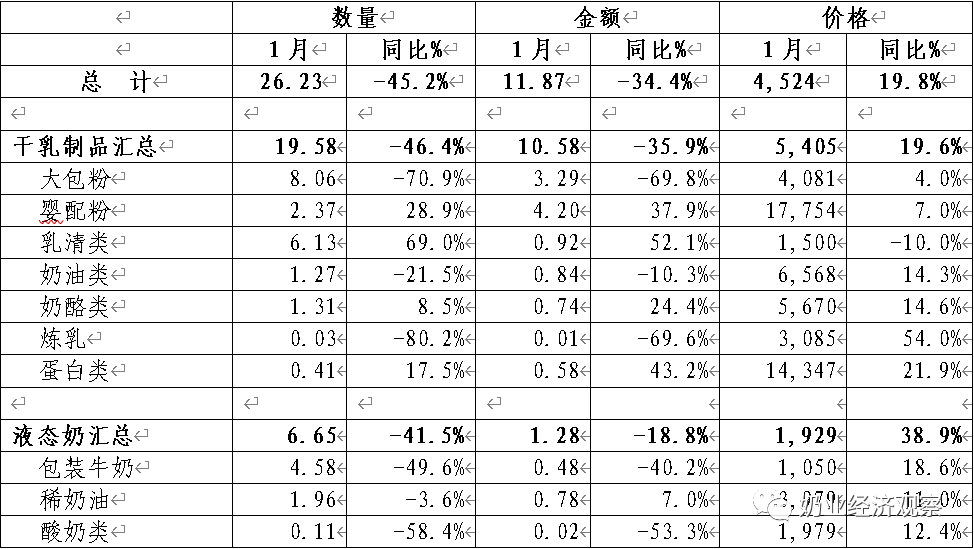 数量 金额 价格
1月 同比% 1月 同比% 1月 同比%
总 计 26.23 -45.2% 11.87 -34.4% 4,524 19.8%
干乳制品汇总 19.58 -46.4% 10.58 -35.9% 5,405 19.6%
大包粉 8.06 -70.9% 3.29 -69.8% 4,081 4.0%
婴配粉 2.37 28.9% 4.20 37.9% 17,754 7.0%
乳清类 6.13 69.0% 0.92 52.1% 1,500 -10.0%
奶油类 1.27 -21.5% 0.84 -10.3% 6,568 14.3%
奶酪类 1.31 8.5% 0.74 24.4% 5,670 14.6%
炼乳 0.03 -80.2% 0.01 -69.6% 3,085 54.0%
蛋白类 0.41 17.5% 0.58 43.2% 14,347 21.9%
液态奶汇总 6.65 -41.5% 1.28 -18.8% 1,929 38.9%
包装牛奶 4.58 -49.6% 0.48 -40.2% 1,050 18.6%
稀奶油 1.96 -3.6% 0.78 7.0%
奶业经济观察
酸奶类 0.11 -58.4% 0.02 -53.3% 1,979 12.4%